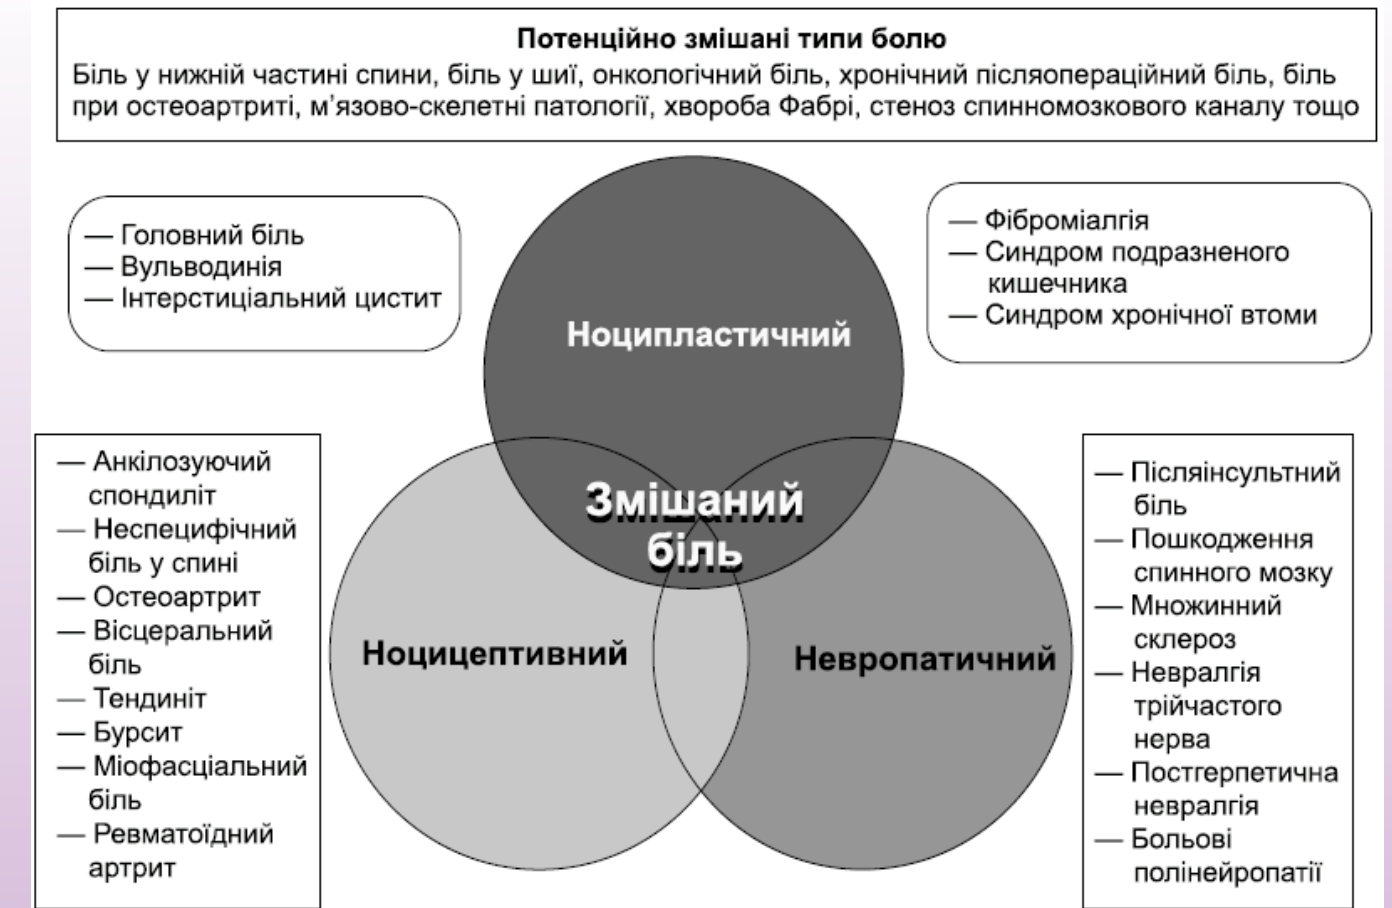 Потенційно змішані типи болю
Біль у нижній частині спини, біль у шиї, онкологічний біль, хронічний післяопераційний біль, біль
при остеоартриті, м’язово-скелетні патології, хвороба Фабрі, стеноз спинномозкового каналу тощо
— Головний біль
— Вульводинія
— Інтерстиціальний цистит
— Фіброміалгія
— Синдром подразненого
кишечника
— Синдром хронічної втоми
Ноципластичний
Змішаний
біль
Ноцицептивний
Невропатичний
— Анкілозуючий
спондиліт
— Неспецифічний
біль у спині
— Остеоартрит
— Вісцеральний
біль
— Тендиніт
— Бурсит
— Міофасціальний
біль
— Ревматоїдний
артрит
— Післяінсультний
біль
— Пошкодження
спинного мозку
— Множинний
склероз
— Невралгія
трійчастого
нерва
— Постгерпетична
невралгія
— Больові
полінейропатії